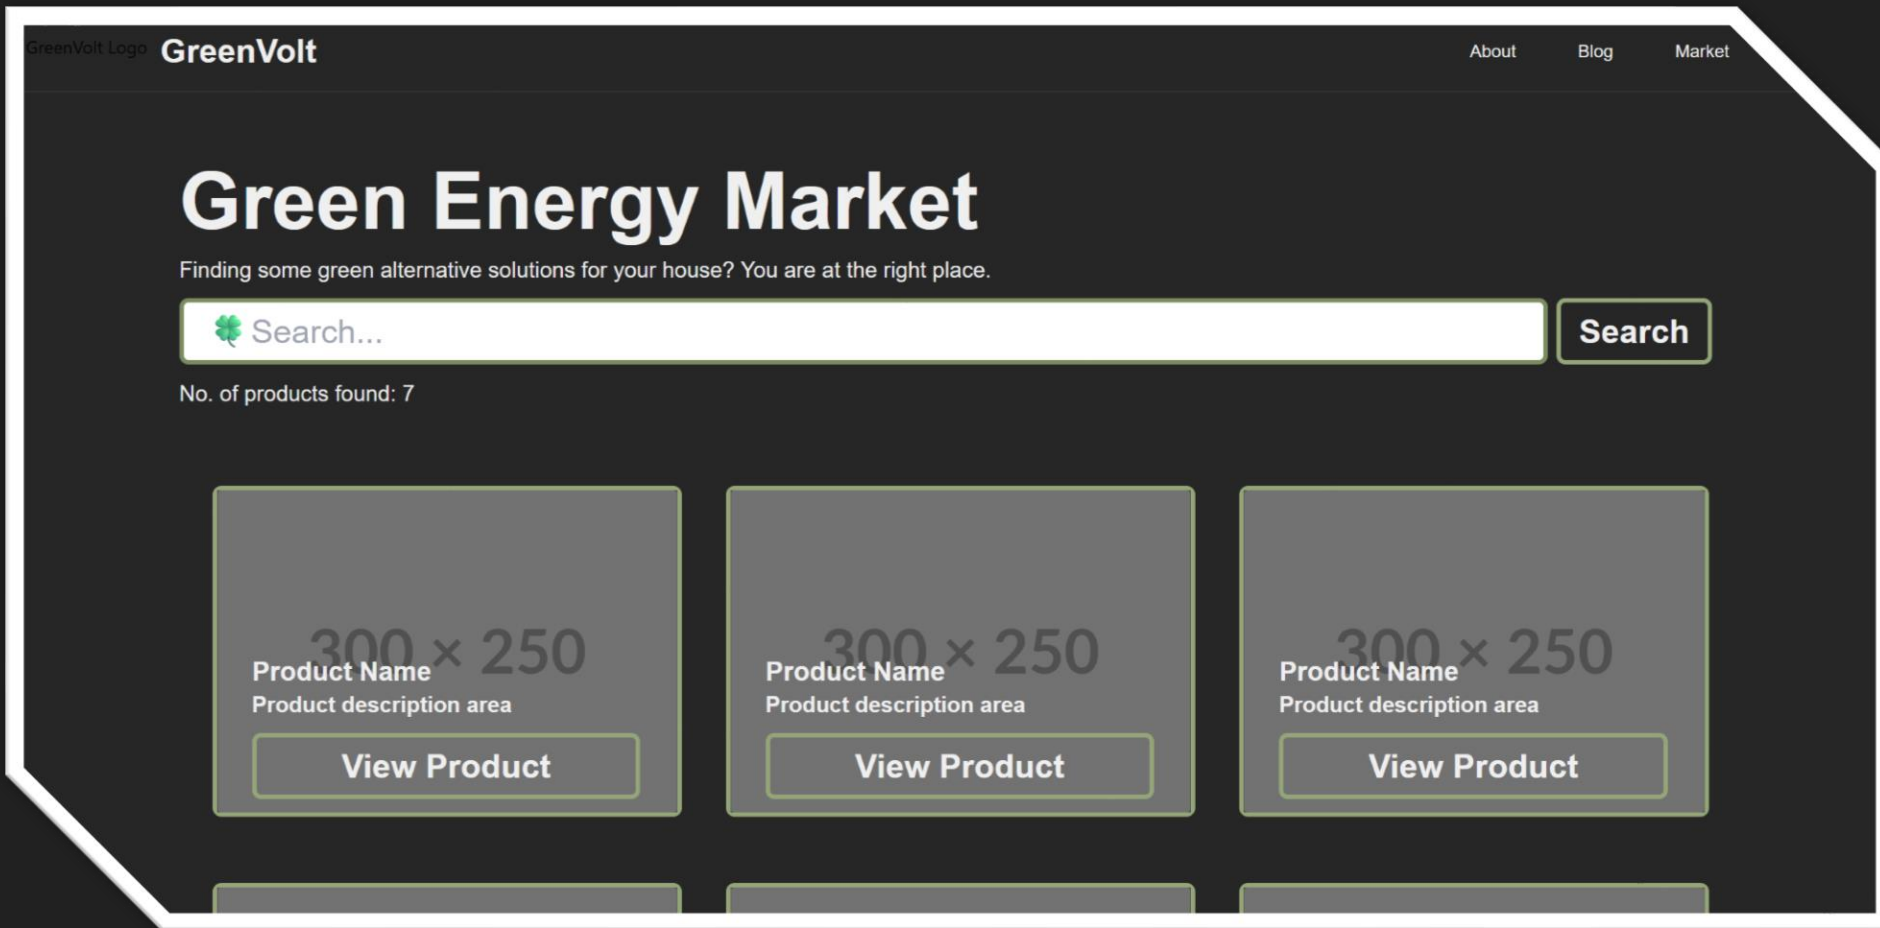 GreenVolt Logo GreenVolt About Blog Market
Green Energy Market
Finding some green alternative solutions for your house? You are at the right place.
Search... Search
No. of products found: 7
300 × 250 300 × 250 300 × 250
Product Name Product Name Product Name
Product description area Product description area Product description area
View Product View Product View Product